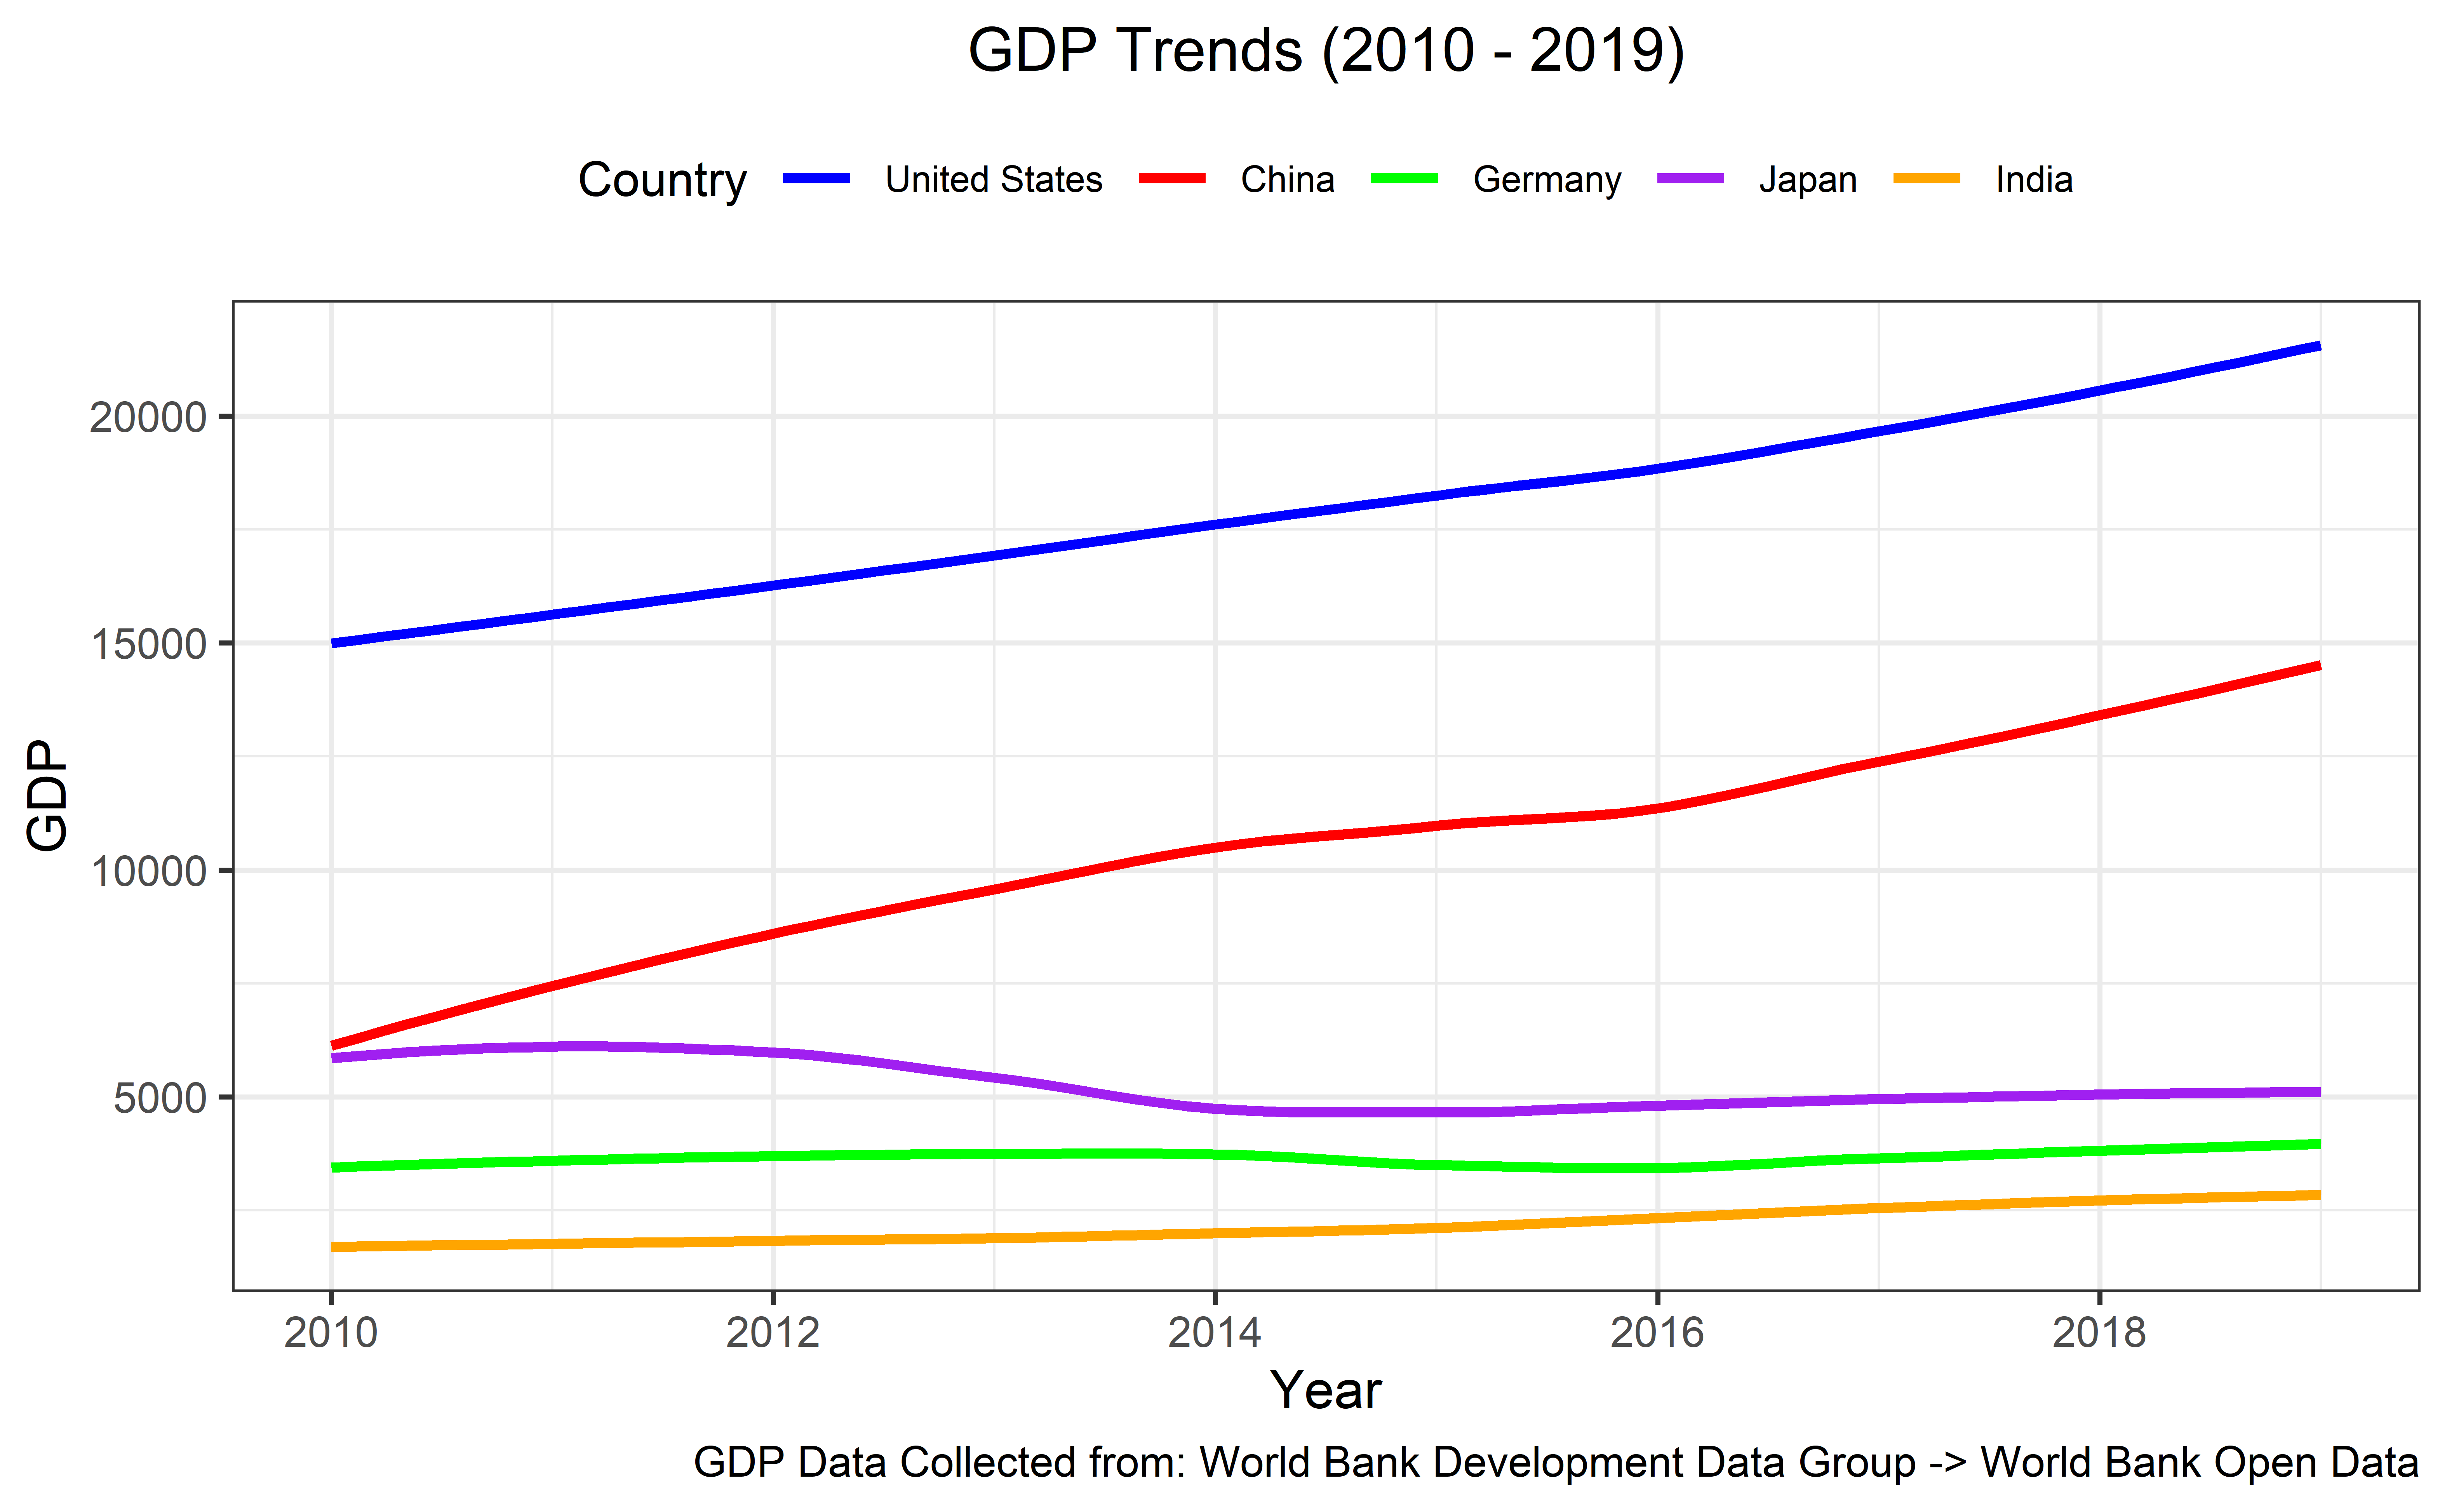 GDP Trends (2010 - 2019)
Country United States China Germany Japan India
GDP
20000
15000
10000
5000
2010 2012 2014 2016 2018
Year
GDP Data Collected from: World Bank Development Data Group -> World Bank Open Data